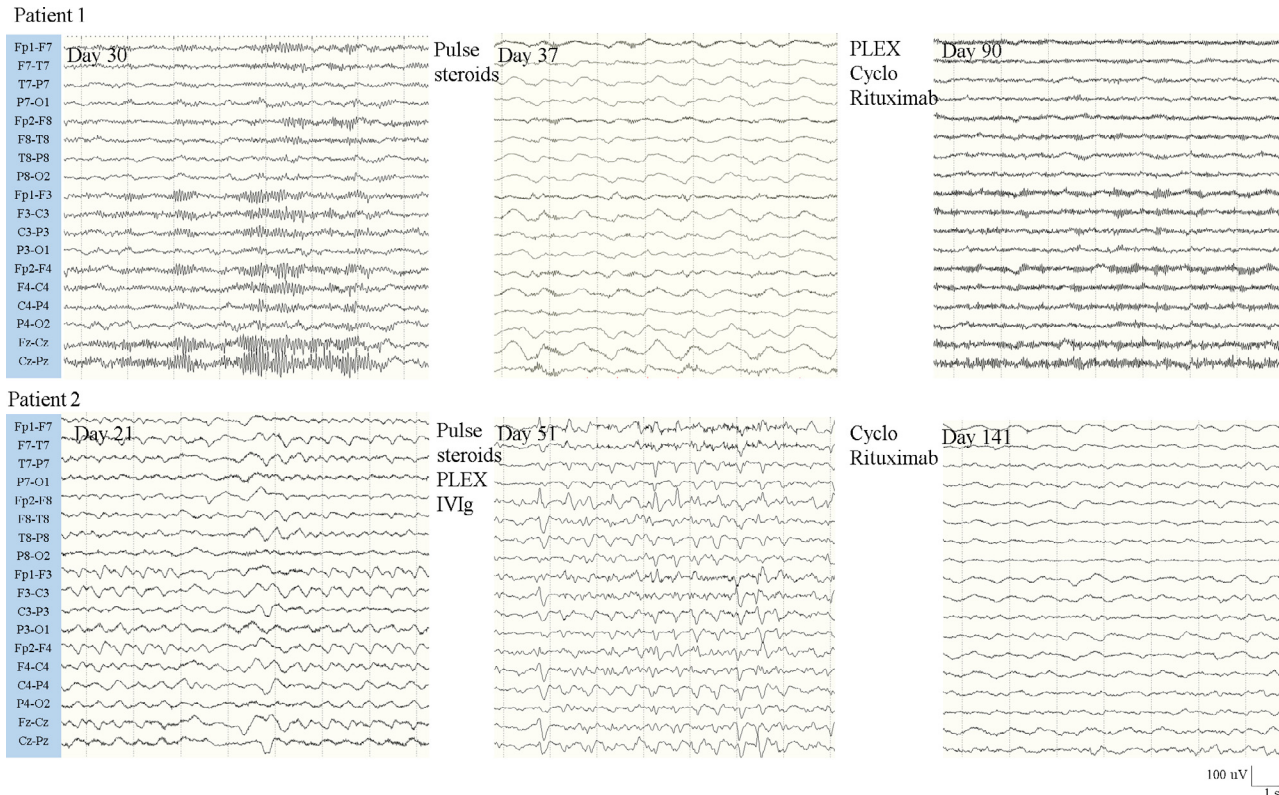 Patient 1
Fp1-F7
F7-T7
T7-P7
P7-O1
Fp2-F8
F8-T8
T8-P8
P8-O2
Fp1-F3
F3-C3
C3-P3
P3-O1
Fp2-F4
F4-C4
C4-P4
P4-O2
Fz-Cz
Cz-Pz
Day 30
Pulse
steroids
Day 37
PLEX
Cyclo
Rituximab
Day 90
Patient 2
Fp1-F7
F7-T7
T7-P7
P7-O1
Fp2-F8
F8-T8
T8-P8
P8-O2
Fp1-F3
F3-C3
C3-P3
P3-O1
Fp2-F4
F4-C4
C4-P4
P4-O2
Fz-Cz
Cz-Pz
Day 21
Pulse
steroids
PLEX
IVIg
Day 51
Cyclo
Rituximab
Day 141
100 uV
1 s